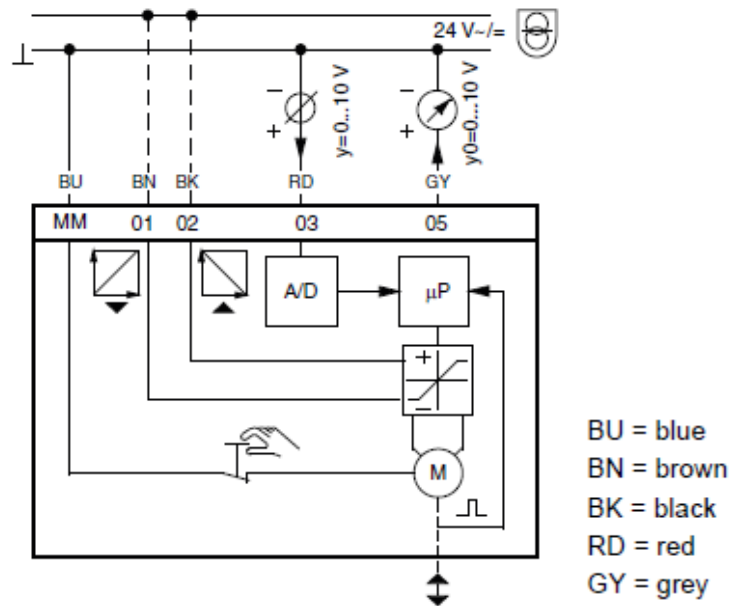 24 V~/=
⊥
− − 
+ y=0...10 V + y0=0...10 V
BU BN BK RD GY
MM 01 02 03 05
A/D µP
+
−
M
BU = blue
BN = brown
BK = black
RD = red
GY = grey